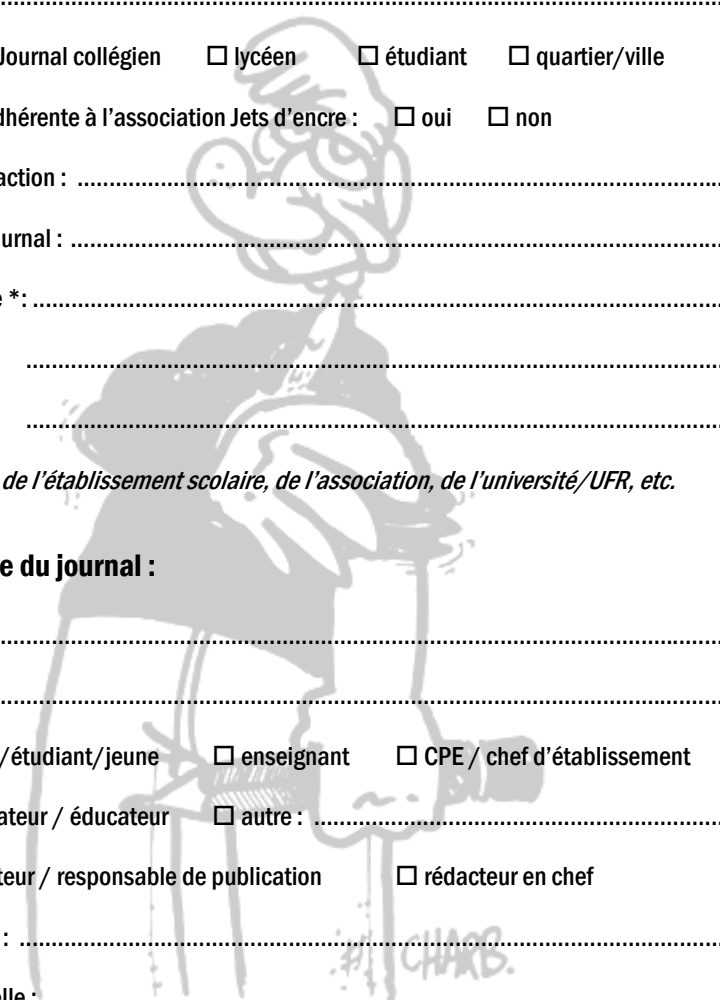 Journal collégien ☐ lycéen ☐ étudiant ☐ quartier/ville
dhérente à l'association Jets d'encre : ☐ oui ☐ non
action : ........................................
urnal : ........................................
e *: ........................................
........................................
........................................
de l'établissement scolaire, de l'association, de l'université/UFR, etc.
e du journal :
........................................
........................................
/étudiant/jeune ☐ enseignant ☐ CPE / chef d'établissement
ateur / éducateur ☐ autre : ........................................
teur / responsable de publication ☐ rédacteur en chef
: ........................................
CHARB.
elle :